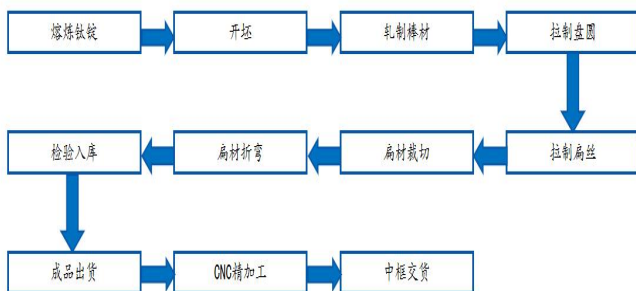 熔炼钛锭
开坯
轧制棒材
拉制盘圆
拉制扁丝
扁材裁切
扁材折弯
检验入库
成品出货
CNC精加工
中框交货